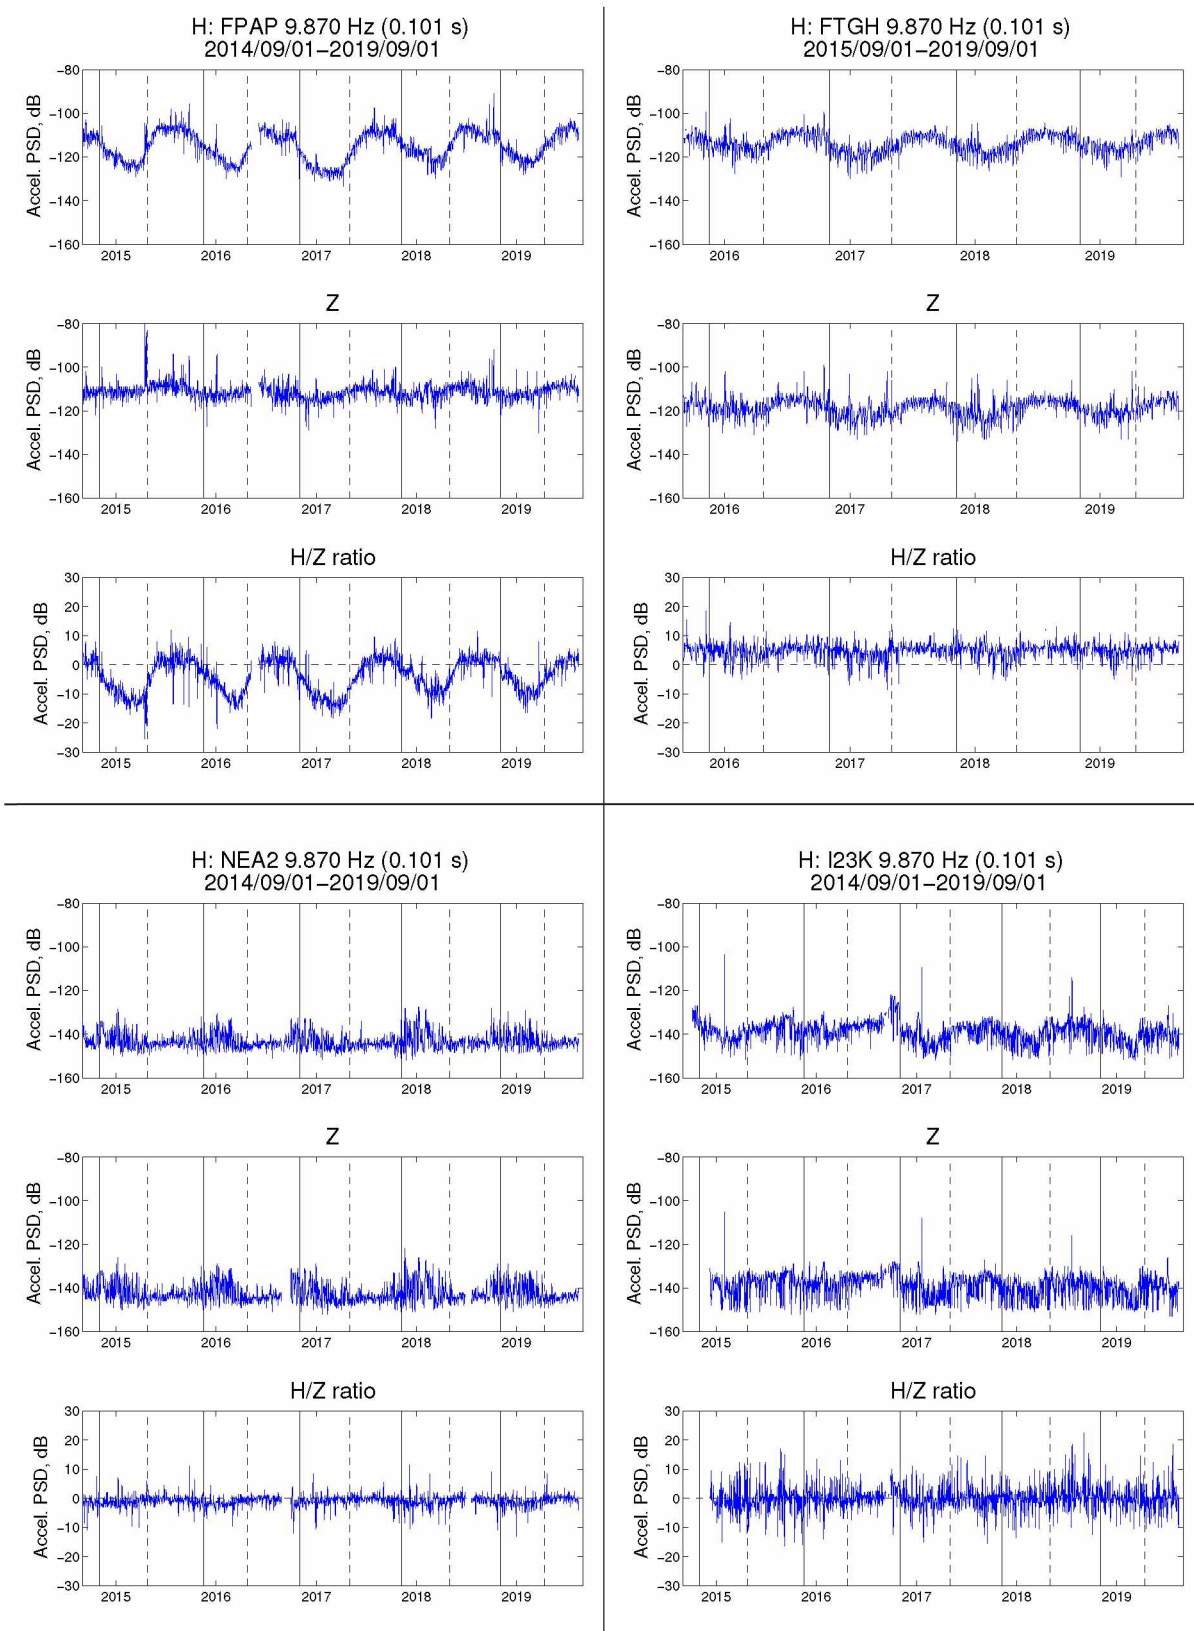 H: FPAP 9.870 Hz (0.101 s)
2014/09/01−2019/09/01
Accel. PSD, dB
−80
−100
−120
−140
−160
2015 2016 2017 2018 2019
Z
Accel. PSD, dB
−80
−100
−120
−140
−160
2015 2016 2017 2018 2019
H/Z ratio
Accel. PSD, dB
30
20
10
0
−10
−20
−30
2015 2016 2017 2018 2019
H: FTGH 9.870 Hz (0.101 s)
2015/09/01−2019/09/01
Accel. PSD, dB
−80
−100
−120
−140
−160
2016 2017 2018 2019
Z
Accel. PSD, dB
−80
−100
−120
−140
−160
2016 2017 2018 2019
H/Z ratio
Accel. PSD, dB
30
20
10
0
−10
−20
−30
2016 2017 2018 2019
H: NEA2 9.870 Hz (0.101 s)
2014/09/01−2019/09/01
Accel. PSD, dB
−80
−100
−120
−140
−160
2015 2016 2017 2018 2019
Z
Accel. PSD, dB
−80
−100
−120
−140
−160
2015 2016 2017 2018 2019
H/Z ratio
Accel. PSD, dB
30
20
10
0
−10
−20
−30
2015 2016 2017 2018 2019
H: I23K 9.870 Hz (0.101 s)
2014/09/01−2019/09/01
Accel. PSD, dB
−80
−100
−120
−140
−160
2015 2016 2017 2018 2019
Z
Accel. PSD, dB
−80
−100
−120
−140
−160
2015 2016 2017 2018 2019
H/Z ratio
Accel. PSD, dB
30
20
10
0
−10
−20
−30
2015 2016 2017 2018 2019